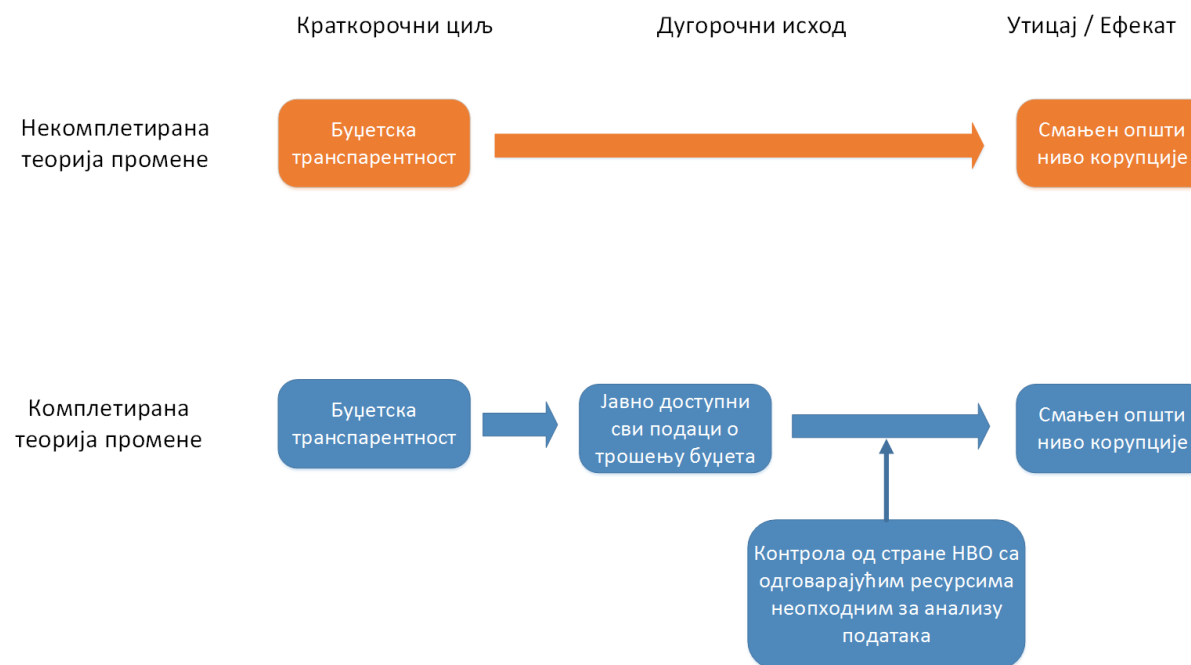 Краткорочни циљ
Дугорочни исход
Утицај / Ефекат
Некомплетирана
теорија промене
Буџетска
транспарентност
Смањен општи
ниво корупције
Комплетирана
теорија промене
Буџетска
транспарентност
Јавно доступни
сви подаци о
трошењу буџета
Смањен општи
ниво корупције
Контрола од стране НВО са
одговарајућим ресурсима
неопходним за анализу
података